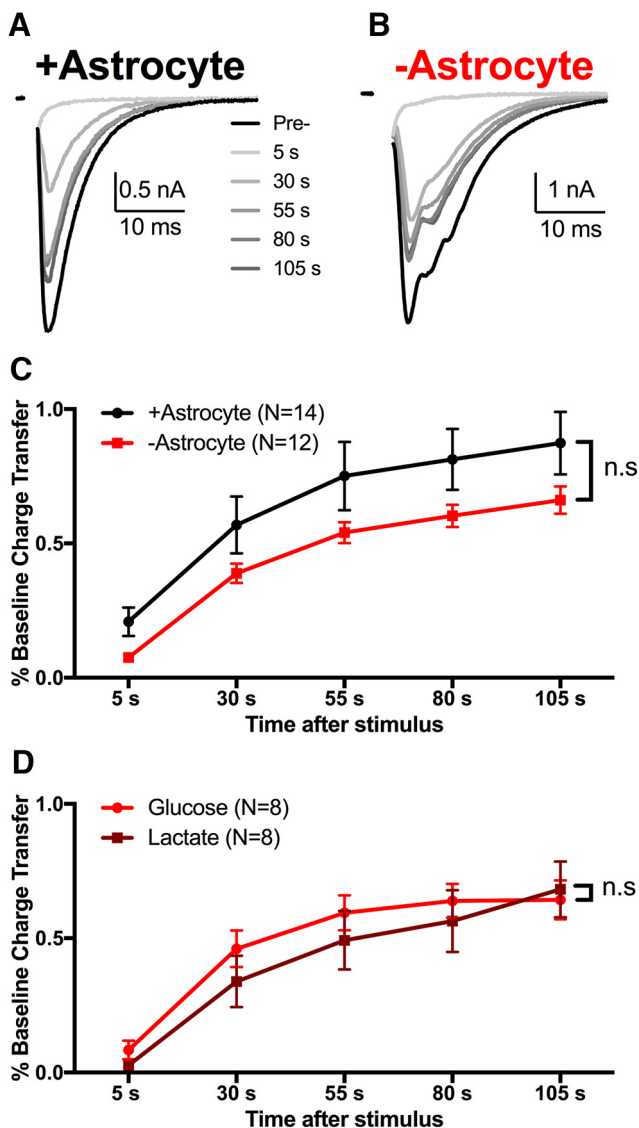 A
+Astrocyte
B
-Astrocyte
Pre-
5 s
30 s
55 s
80 s
105 s
0.5 nA
10 ms
1 nA
10 ms
C
% Baseline Charge Transfer
1.0
0.5
0.0
+Astrocyte (N=14)
-Astrocyte (N=12)
n.s
5 s 30 s 55 s 80 s 105 s
Time after stimulus
D
% Baseline Charge Transfer
1.0
0.5
0.0
Glucose (N=8)
Lactate (N=8)
n.s
5 s 30 s 55 s 80 s 105 s
Time after stimulus